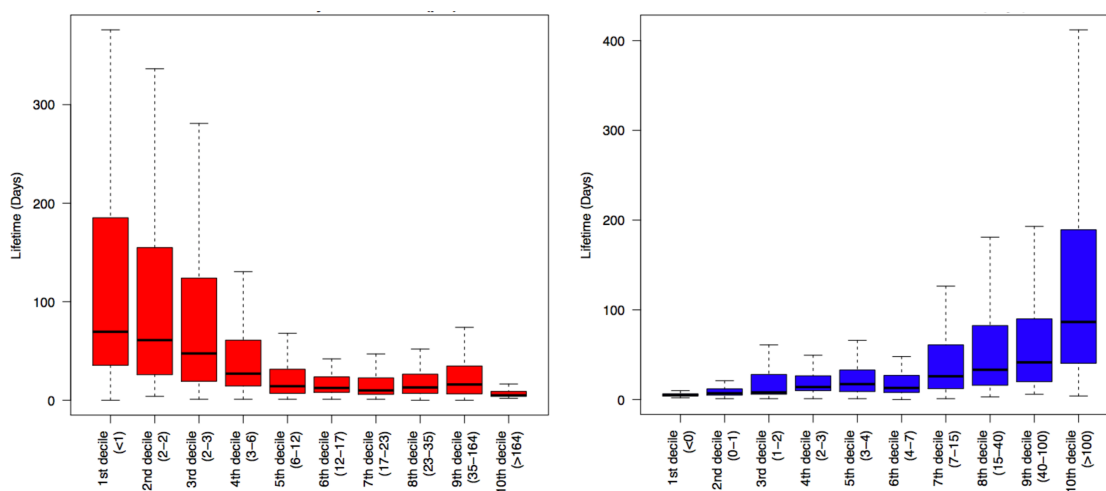 Lifetime (Days)
300
200
100
0
1st decile
(<1)
2nd decile
(2–2)
3rd decile
(2–3)
4th decile
(3–6)
5th decile
(6–12)
6th decile
(12–17)
7th decile
(17–23)
8th decile
(23–35)
9th decile
(35–164)
10th decile
(>164)
Lifetime (Days)
400
300
200
100
0
1st decile
(<0)
2nd decile
(0–1)
3rd decile
(1–2)
4th decile
(2–3)
5th decile
(3–4)
6th decile
(4–7)
7th decile
(7–15)
8th decile
(15–40)
9th decile
(40–100)
10th decile
(>100)